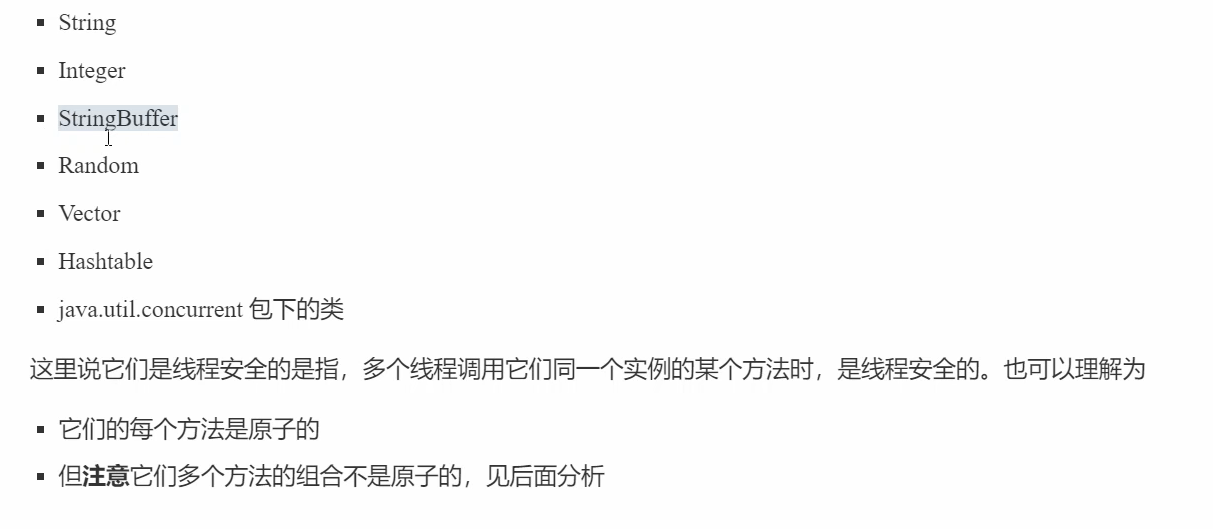 String
Integer
StringBuffer
Random
Vector
Hashtable
java.util.concurrent 包下的类
这里说它们是线程安全的是指，多个线程调用它们同一个实例的某个方法时，是线程安全的。也可以理解为
它们的每个方法是原子的
但注意它们多个方法的组合不是原子的，见后面分析